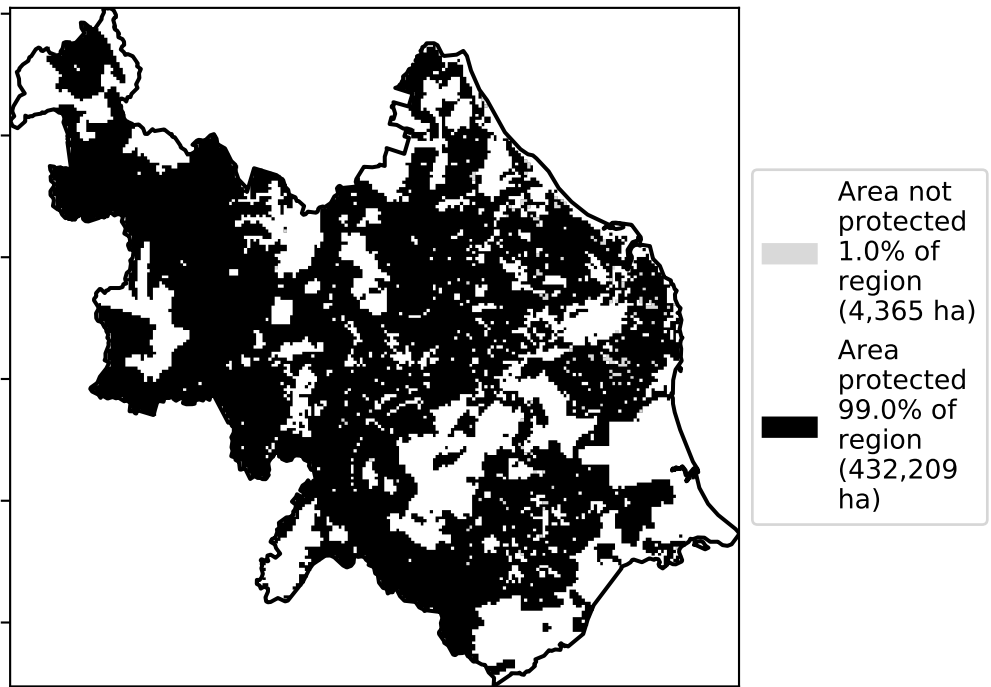 Area not
protected
1.0% of
region
(4,365 ha)
Area
protected
99.0% of
region
(432,209
ha)